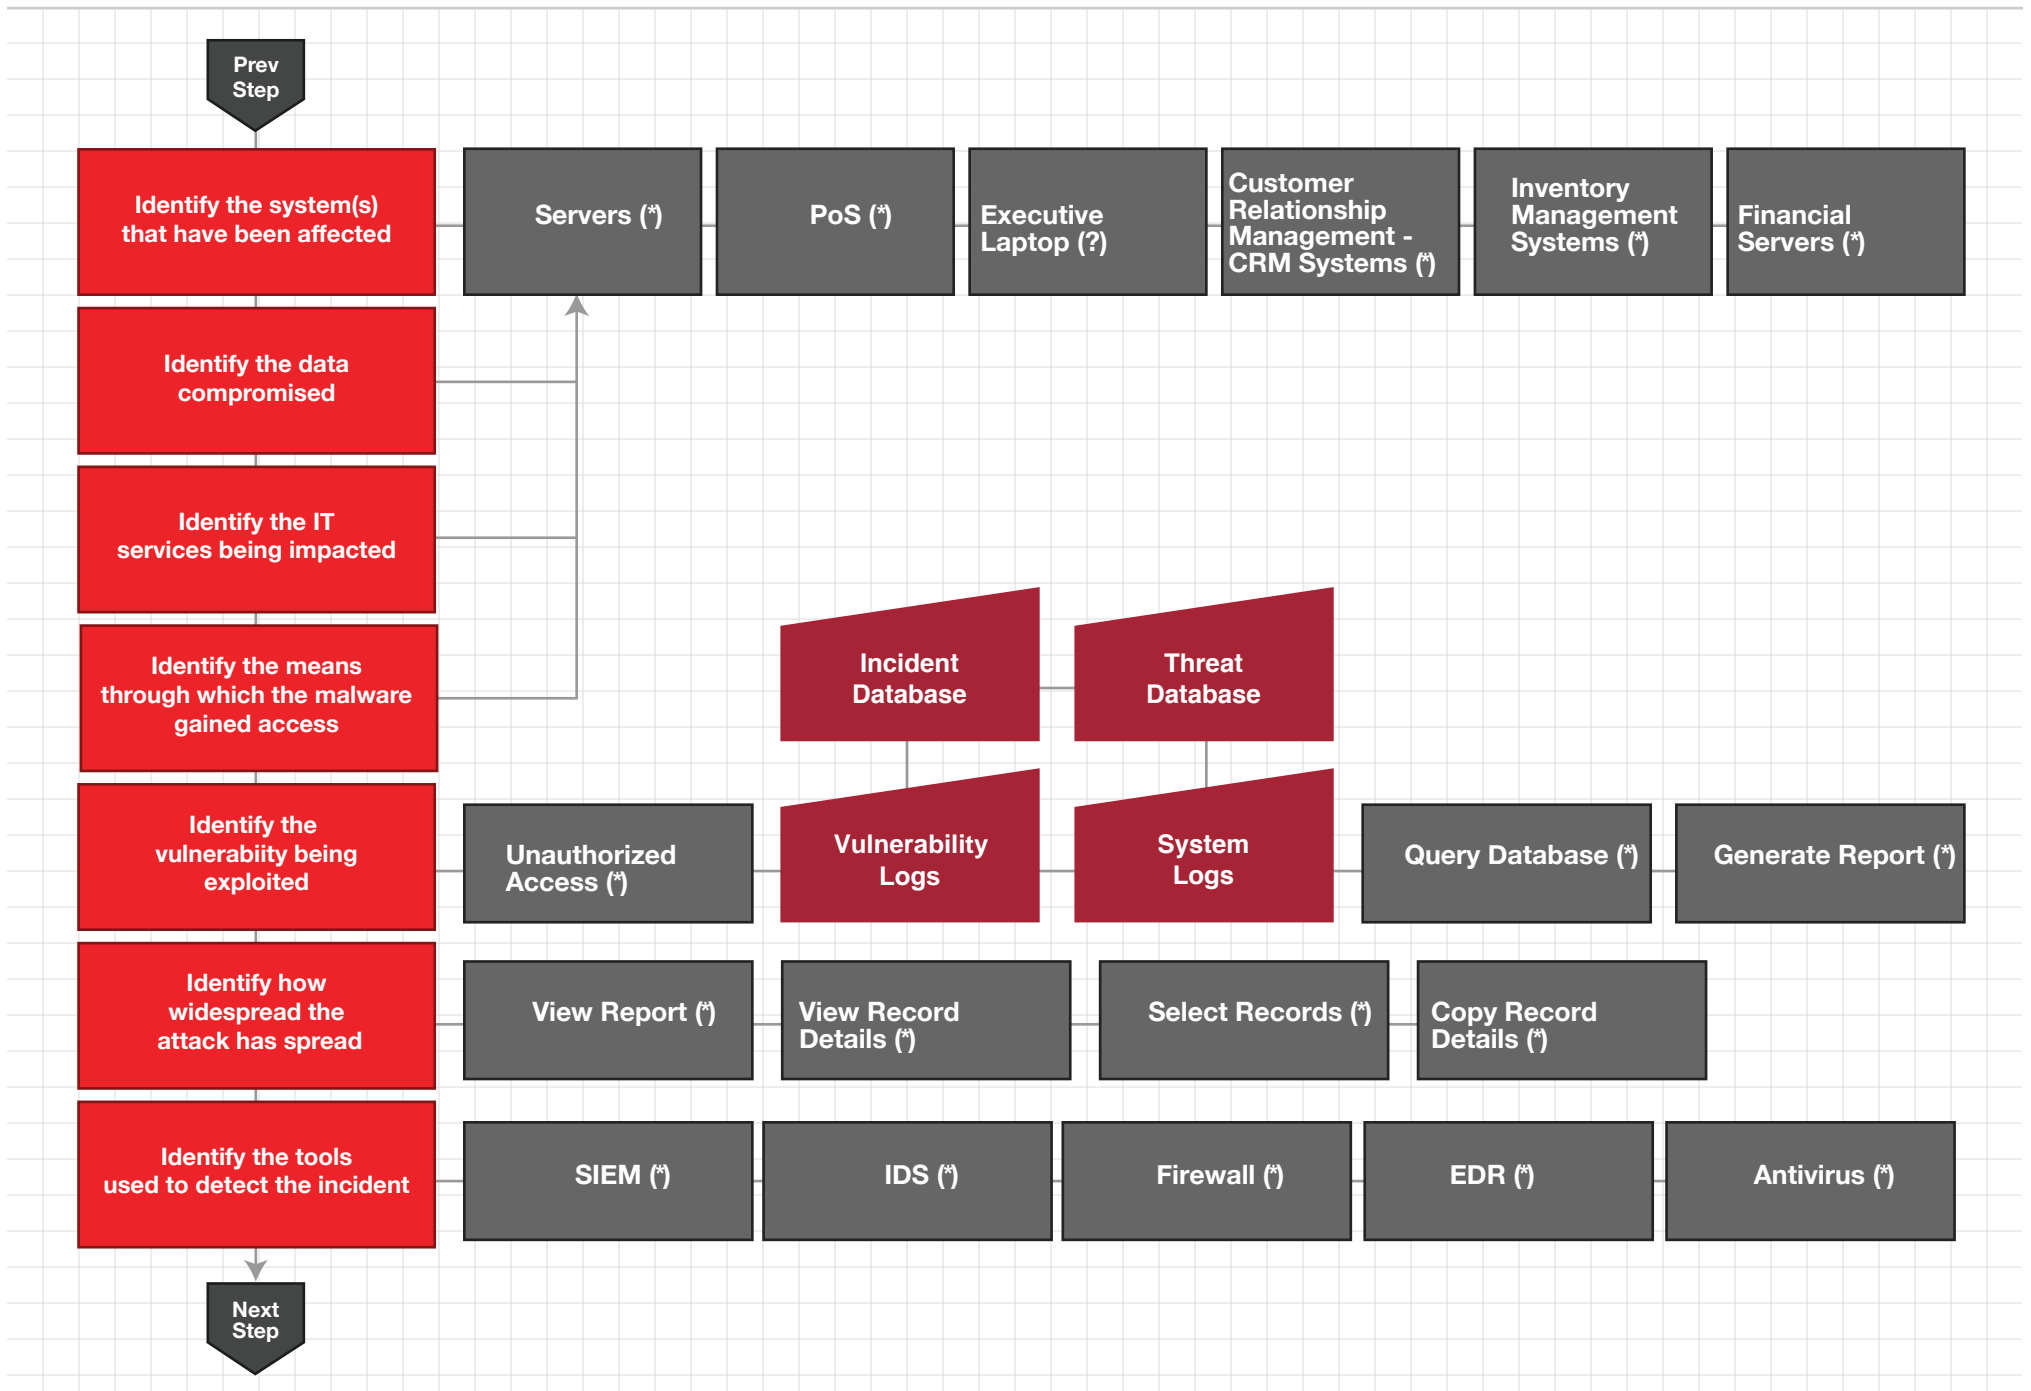 Prev
Step
Identify the system(s)
that have been affected
Servers (*)
PoS (*)
Executive
Laptop (?)
Customer
Relationship
Management -
CRM Systems (*)
Inventory
Management
Systems (*)
Financial
Servers (*)
Identify the data
compromised
Identify the IT
services being impacted
Identify the means
through which the malware
gained access
Incident
Database
Threat
Database
Identify the
vulnerabiity being
exploited
Unauthorized
Access (*)
Vulnerability
Logs
System
Logs
Query Database (*)
Generate Report (*)
Identify how
widespread the
attack has spread
View Report (*)
View Record
Details (*)
Select Records (*)
Copy Record
Details (*)
Identify the tools
used to detect the incident
SIEM (*)
IDS (*)
Firewall (*)
EDR (*)
Antivirus (*)
Next
Step